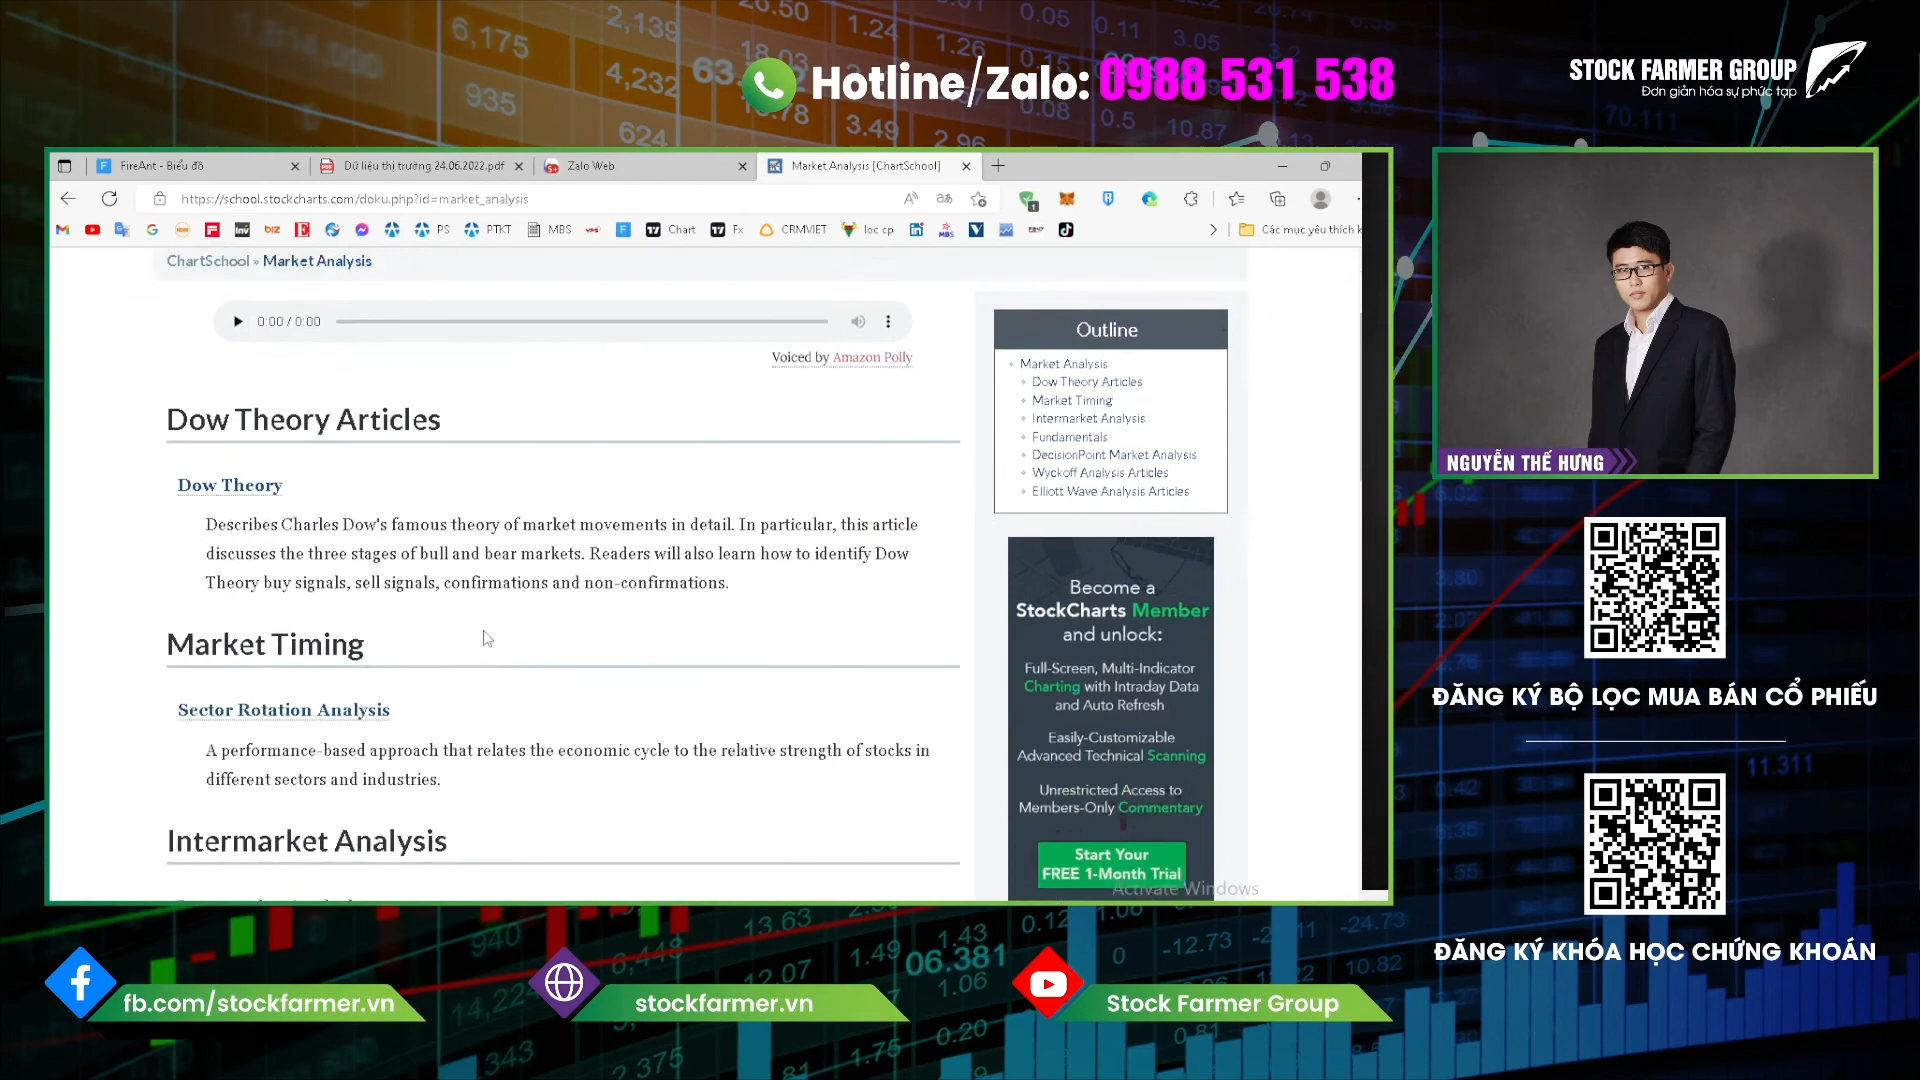 Hotline/Zalo: 0988 531 538
STOCK FARMER GROUP
Đơn giản hóa sự phức tạp
FireAnt - Biểu đồ
Dữ liệu thị trường 24.06.2022.pdf
Zalo Web
Market Analysis [ChartSchool]
https://school.stockcharts.com/doku.php?id=market_analysis
PS
PTKT
MBS
Chart
Fx
CRMVIET
loc cp
Các mục yêu thích k
ChartSchool » Market Analysis
0:00 / 0:00
Voiced by Amazon Polly
Dow Theory Articles
Dow Theory
Describes Charles Dow's famous theory of market movements in detail. In particular, this article
discusses the three stages of bull and bear markets. Readers will also learn how to identify Dow
Theory buy signals, sell signals, confirmations and non-confirmations.
Market Timing
Sector Rotation Analysis
A performance-based approach that relates the economic cycle to the relative strength of stocks in
different sectors and industries.
Intermarket Analysis
Outline
Market Analysis
Dow Theory Articles
Market Timing
Intermarket Analysis
Fundamentals
DecisionPoint Market Analysis
Wyckoff Analysis Articles
Elliott Wave Analysis Articles
Become a
StockCharts Member
and unlock:
Full-Screen, Multi-Indicator
Charting with Intraday Data
and Auto Refresh
Easily-Customizable
Advanced Technical Scanning
Unrestricted Access to
Members-Only Commentary
Start Your
FREE 1-Month Trial
Activate Windows
NGUYỄN THẾ HƯNG
ĐĂNG KÝ BỘ LỌC MUA BÁN CỔ PHIẾU
ĐĂNG KÝ KHÓA HỌC CHỨNG KHOÁN
fb.com/stockfarmer.vn
stockfarmer.vn
Stock Farmer Group